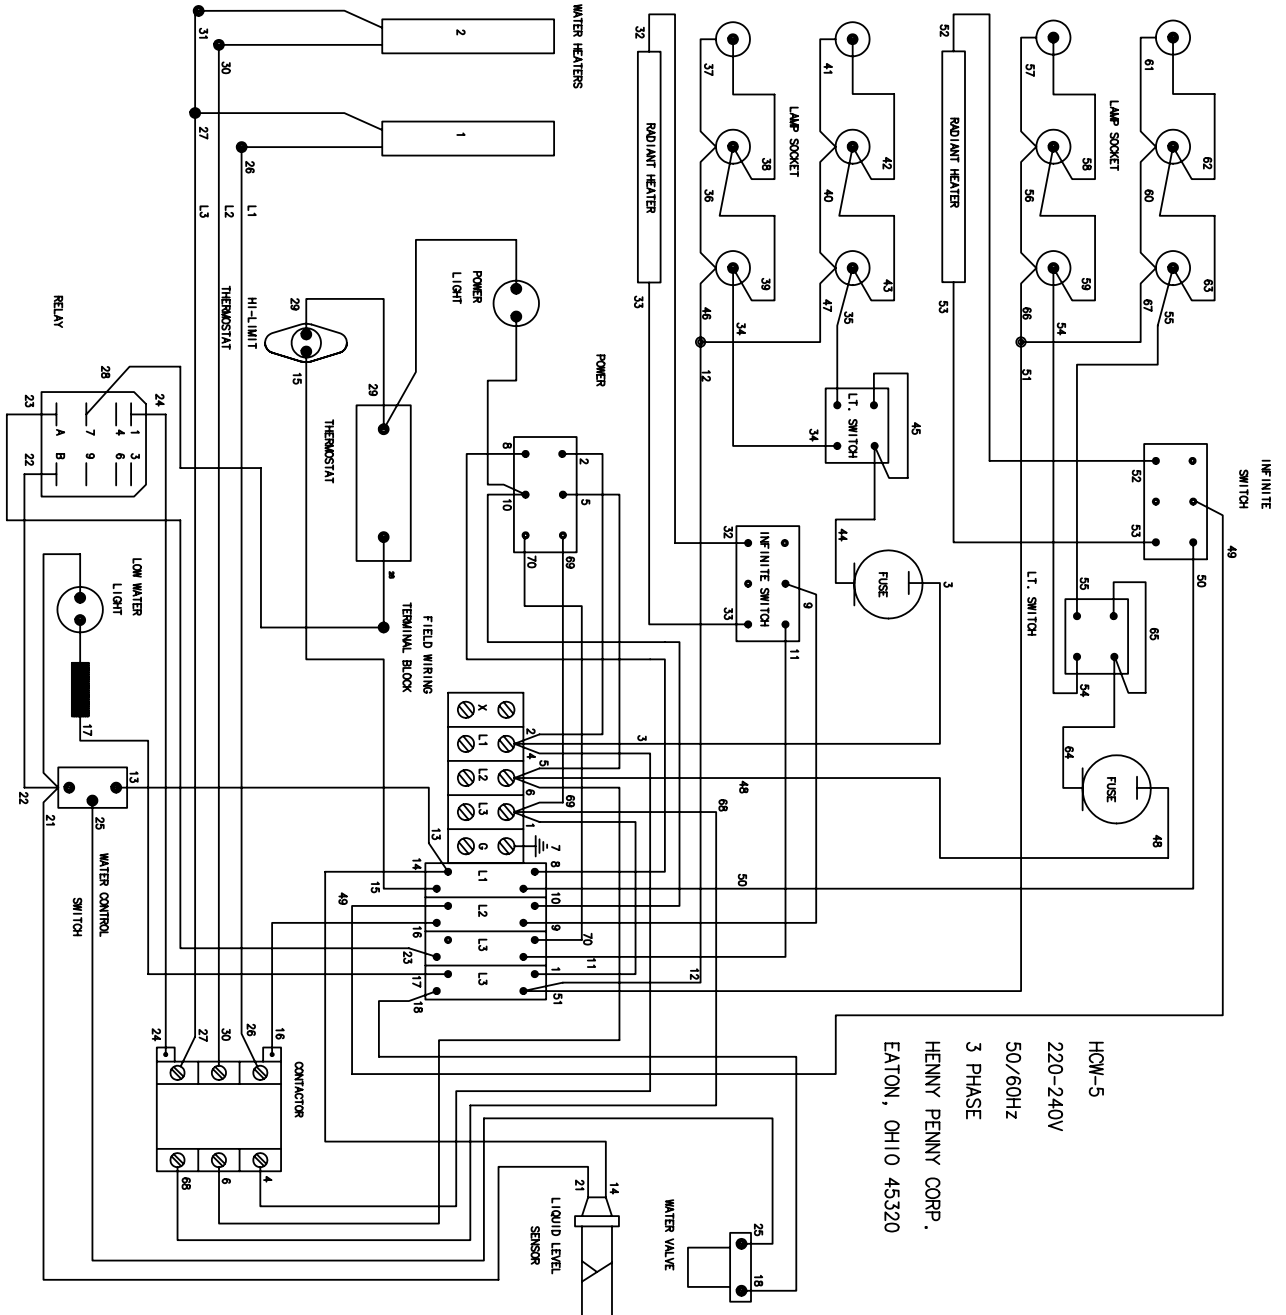 HCW-5
220-240V
50/60Hz
3 PHASE
HENNY PENNY CORP.
EATON, OHIO 45320
INFINITE
SWITCH
49
50
52
53
61
62
63
60
67
55
LAMP SOCKET
57
58
59
56
66
54
51
LT. SWITCH
55
65
54
64
FUSE
48
52
RADIANT HEATER
53
41
42
43
40
47
35
LAMP SOCKET
37
38
39
36
46
34
12
45
LT. SWITCH
34
44
FUSE
3
32
RADIANT HEATER
33
32
INFINITE SWITCH
33
9
11
POWER
8
2
10
5
70
69
WATER HEATERS
2
1
31
30
27
26
L3
L2
L1
POWER
LIGHT
HI-LIMIT
THERMOSTAT
29
15
29
THERMOSTAT
38
RELAY
28
23
24
22
A
7
4
1
B
9
6
3
LOW WATER
LIGHT
17
13
22
21
25
WATER CONTROL
SWITCH
FIELD WIRING
TERMINAL BLOCK
X
L1
L2
L3
G
2
3
4
5
6
48
69
68
1
7
13
14
8
L1
15
10
50
49
L2
16
9
L3
70
23
11
L3
1
17
51
12
18
CONTACTOR
24
27
30
26
16
68
6
4
21
14
LIQUID LEVEL
SENSOR
WATER VALVE
25
18